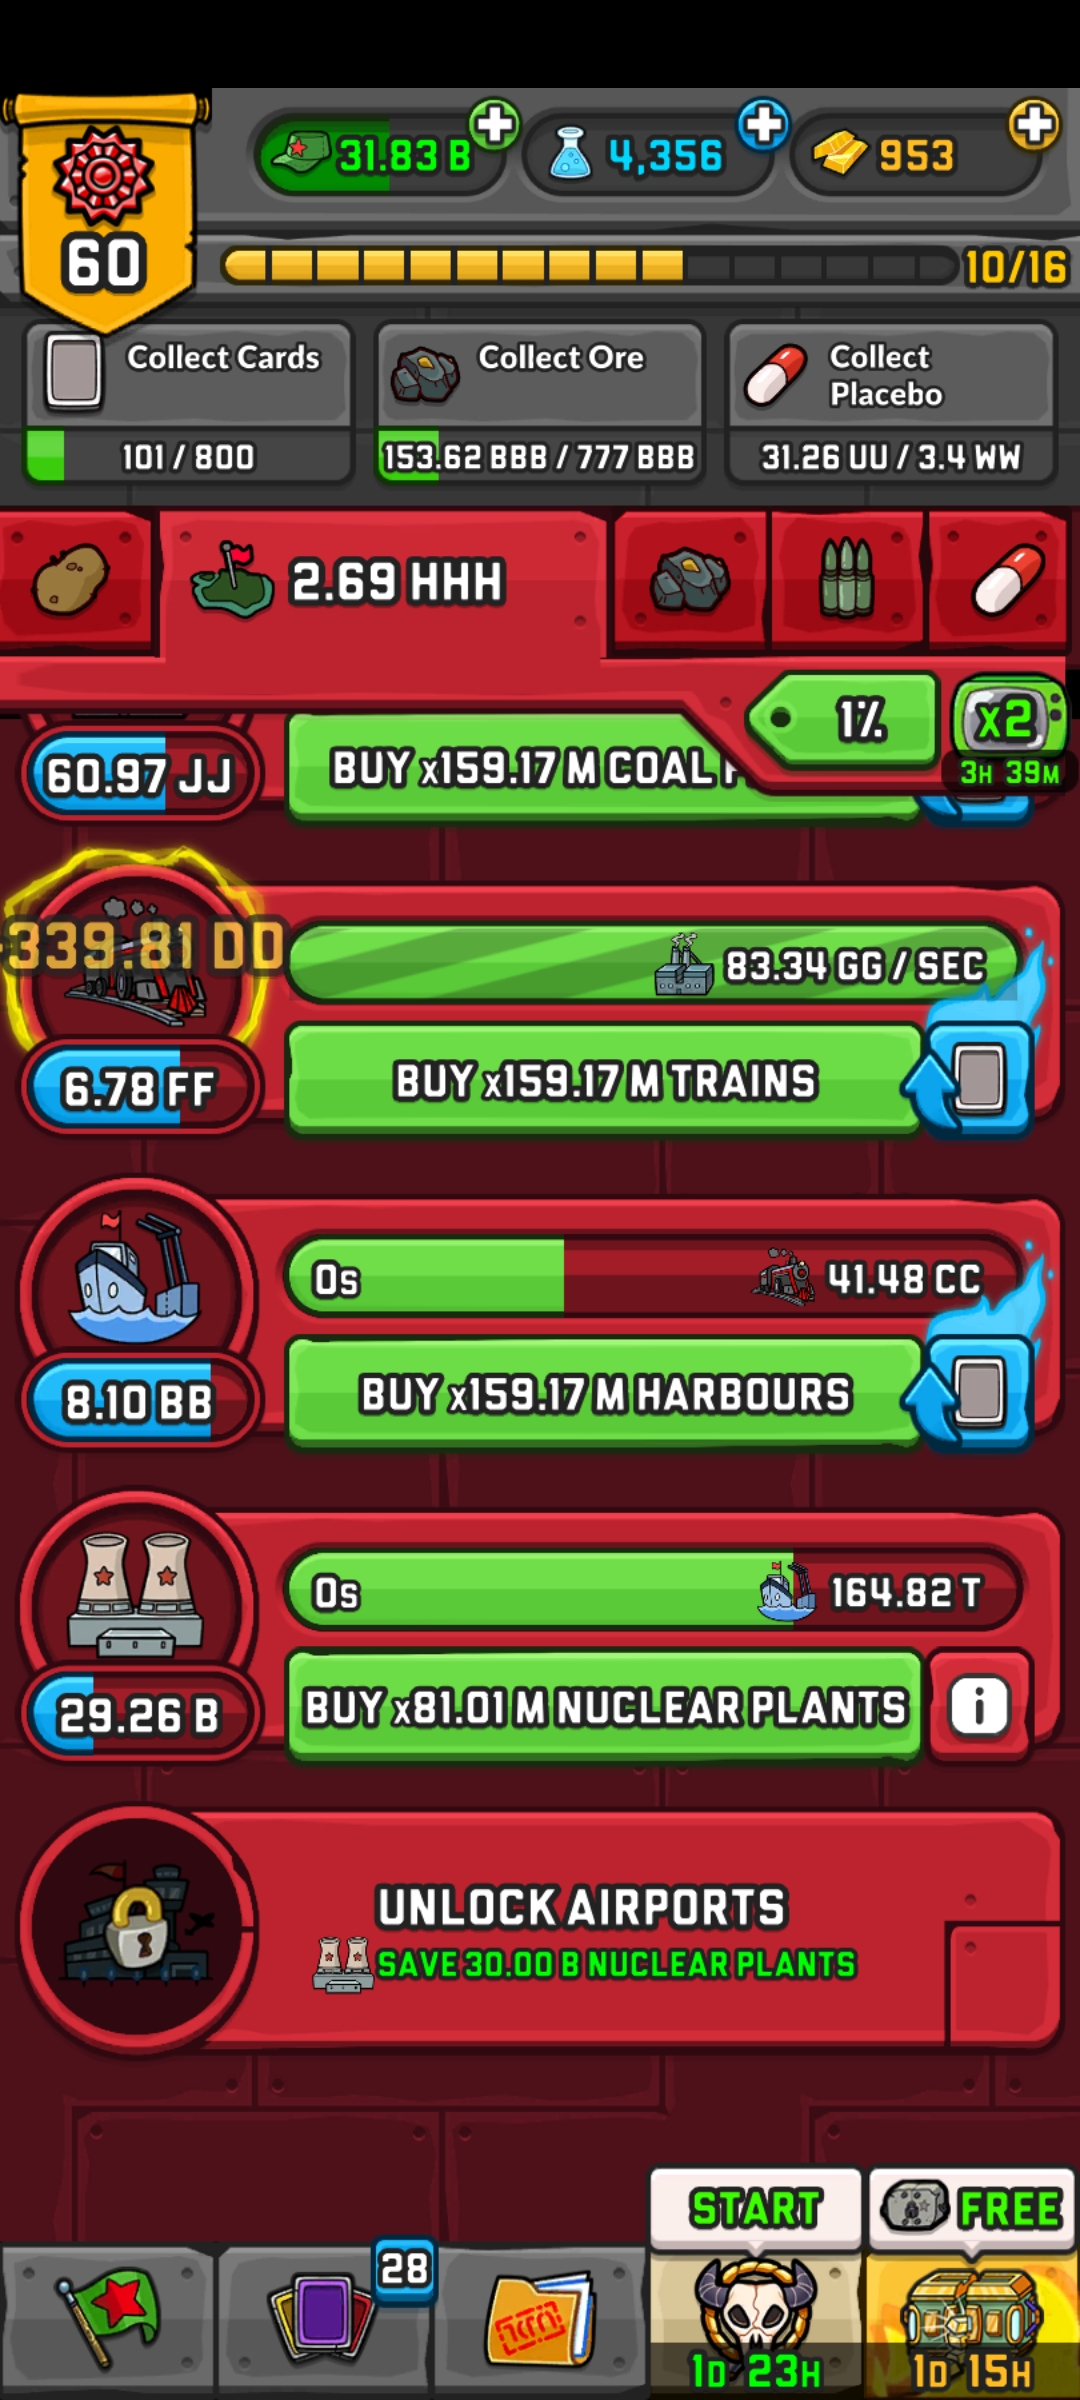 31.83 B
4,356
953
60
10/16
Collect Cards
101 / 800
Collect Ore
153.62 BBB / 777 BBB
Collect
Placebo
31.26 UU / 3.4 WW
2.69 HHH
1%
x2
3H 39M
60.97 JJ
BUY x159.17 M COAL
339.81 DD
83.34 GG / SEC
6.78 FF
BUY x159.17 M TRAINS
0s
41.48 CC
8.10 BB
BUY x159.17 M HARBOURS
0s
164.82 T
29.26 B
BUY x81.01 M NUCLEAR PLANTS
i
UNLOCK AIRPORTS
SAVE 30.00 B NUCLEAR PLANTS
START
FREE
28
1D 23H
1D 15H